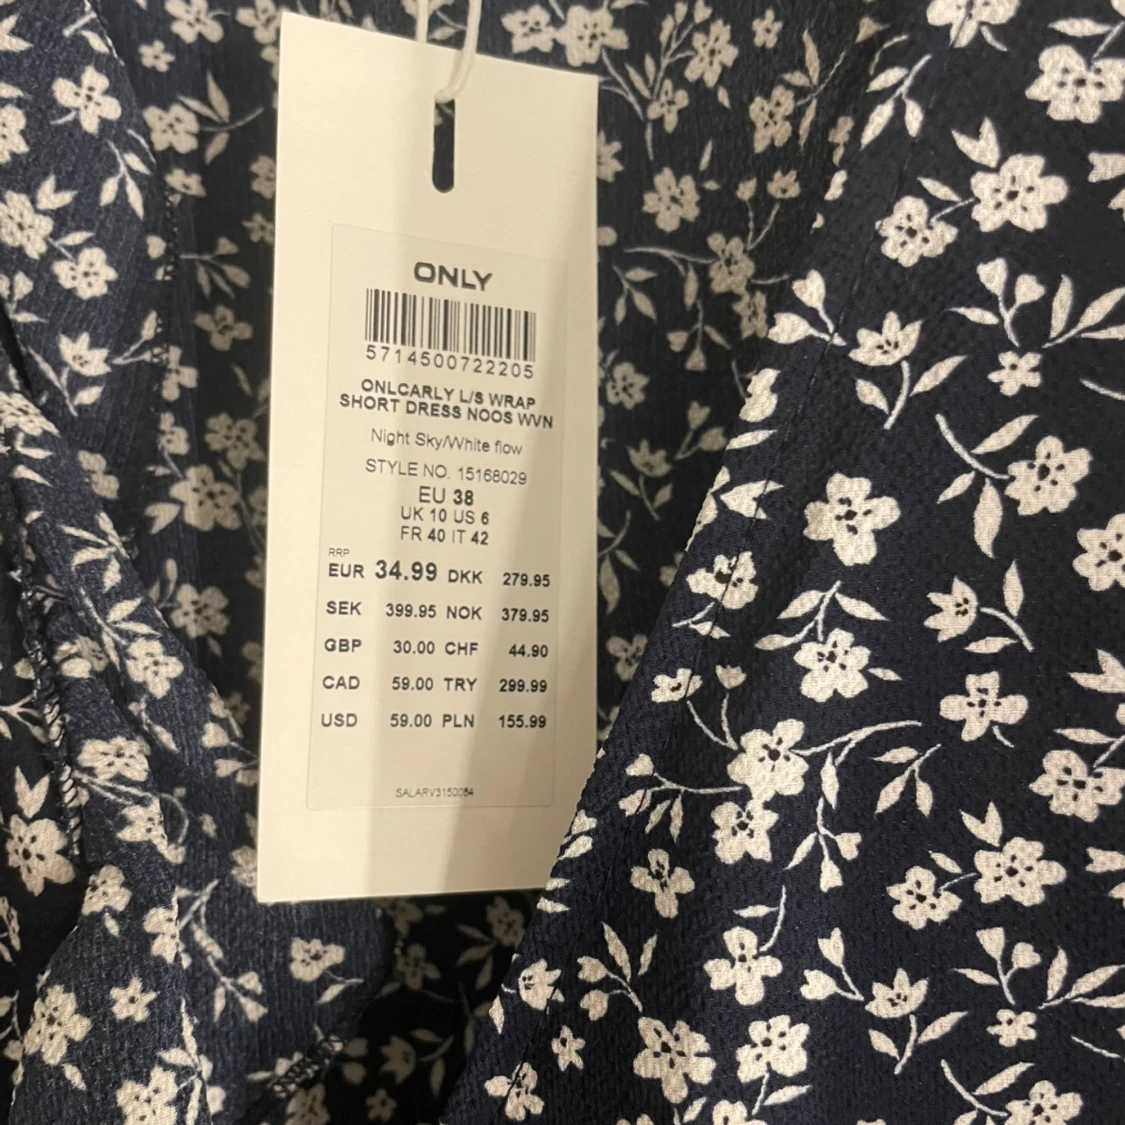 ONLY
5714500722205
ONLCARLY L/S WRAP
SHORT DRESS NOOS WVN
Night Sky/White flow
STYLE NO. 15168029
EU 38
UK 10 US 6
FR 40 IT 42
RRP
EUR 34.99 DKK 279.95
SEK 399.95 NOK 379.95
GBP 30.00 CHF 44.90
CAD 59.00 TRY 299.99
USD 59.00 PLN 155.99
SALARV3150084